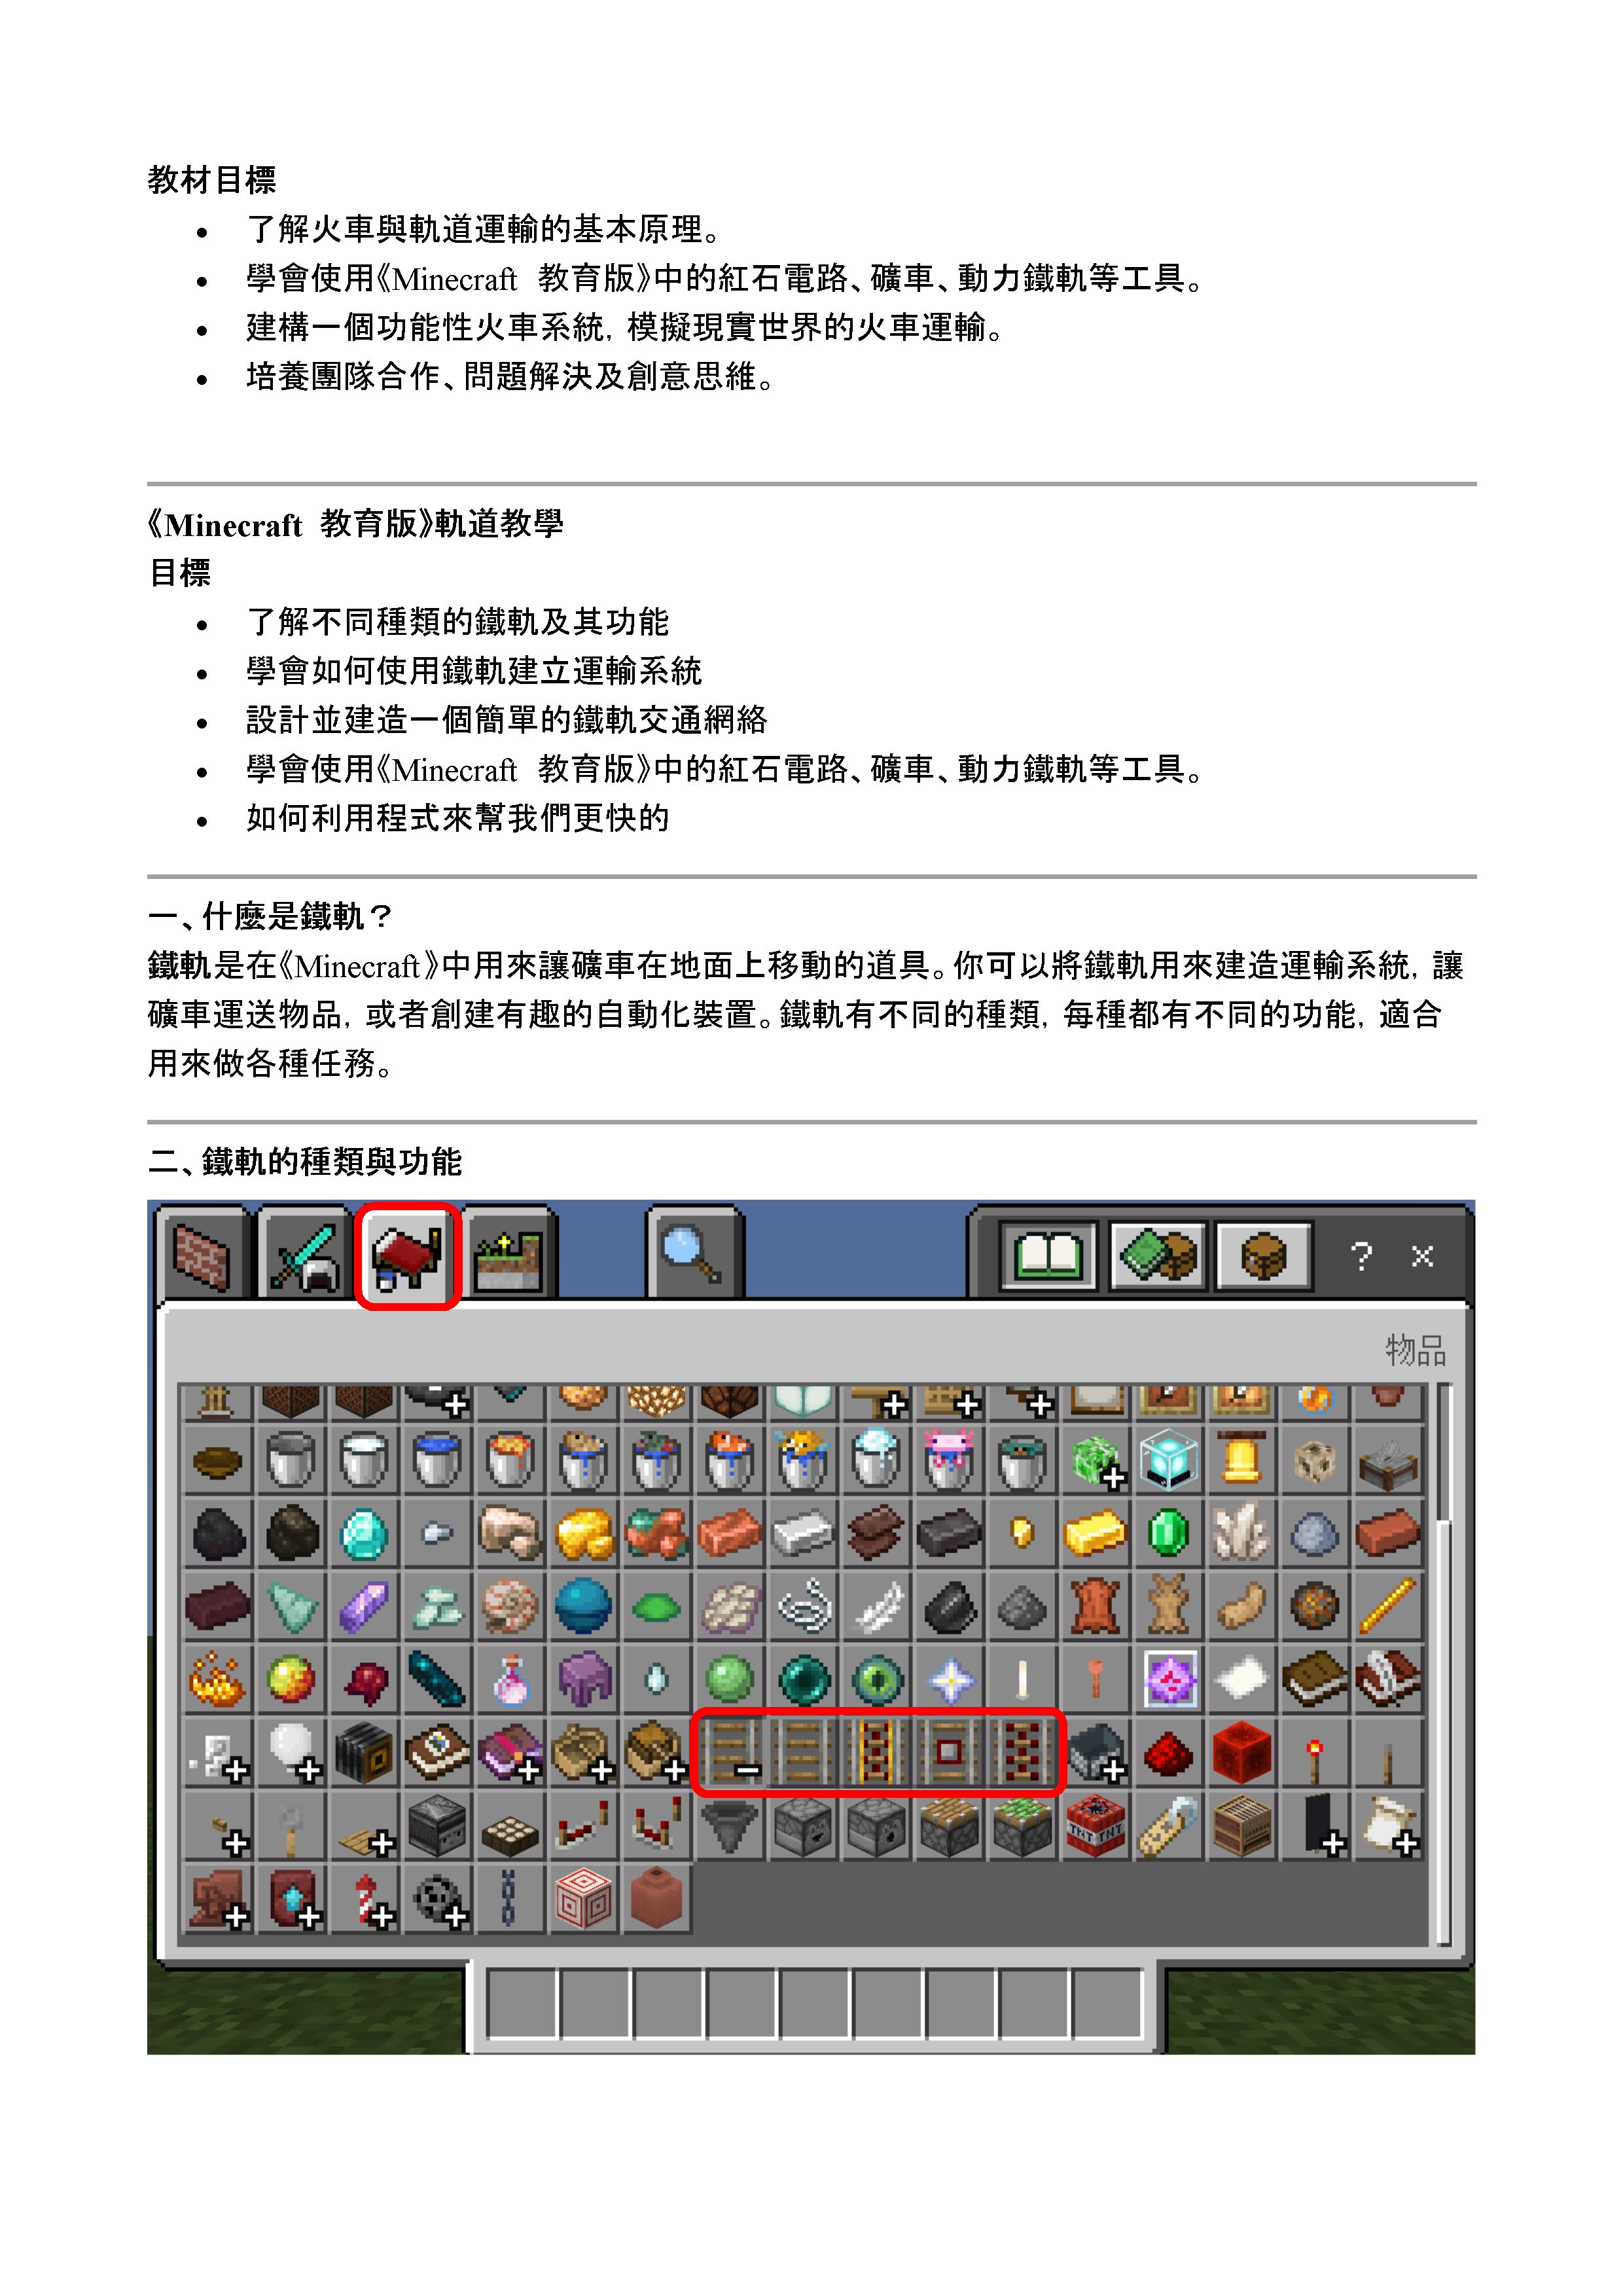 教材目標
● 了解火車與軌道運輸的基本原理。
● 學會使用《Minecraft 教育版》中的紅石電路、礦車、動力鐵軌等工具。
● 建構一個功能性火車系統，模擬現實世界的火車運輸。
● 培養團隊合作、問題解決及創意思維。
《Minecraft 教育版》軌道教學
目標
● 了解不同種類的鐵軌及其功能
● 學會如何使用鐵軌建立運輸系統
● 設計並建造一個簡單的鐵軌交通網絡
● 學會使用《Minecraft 教育版》中的紅石電路、礦車、動力鐵軌等工具。
● 如何利用程式來幫我們更快的
一、什麼是鐵軌？
鐵軌是在《Minecraft》中用來讓礦車在地面上移動的道具。你可以將鐵軌用來建造運輸系統，讓
礦車運送物品，或者創建有趣的自動化裝置。鐵軌有不同的種類，每種都有不同的功能，適合
用來做各種任務。
二、鐵軌的種類與功能
? ×
物品
TNT TNT